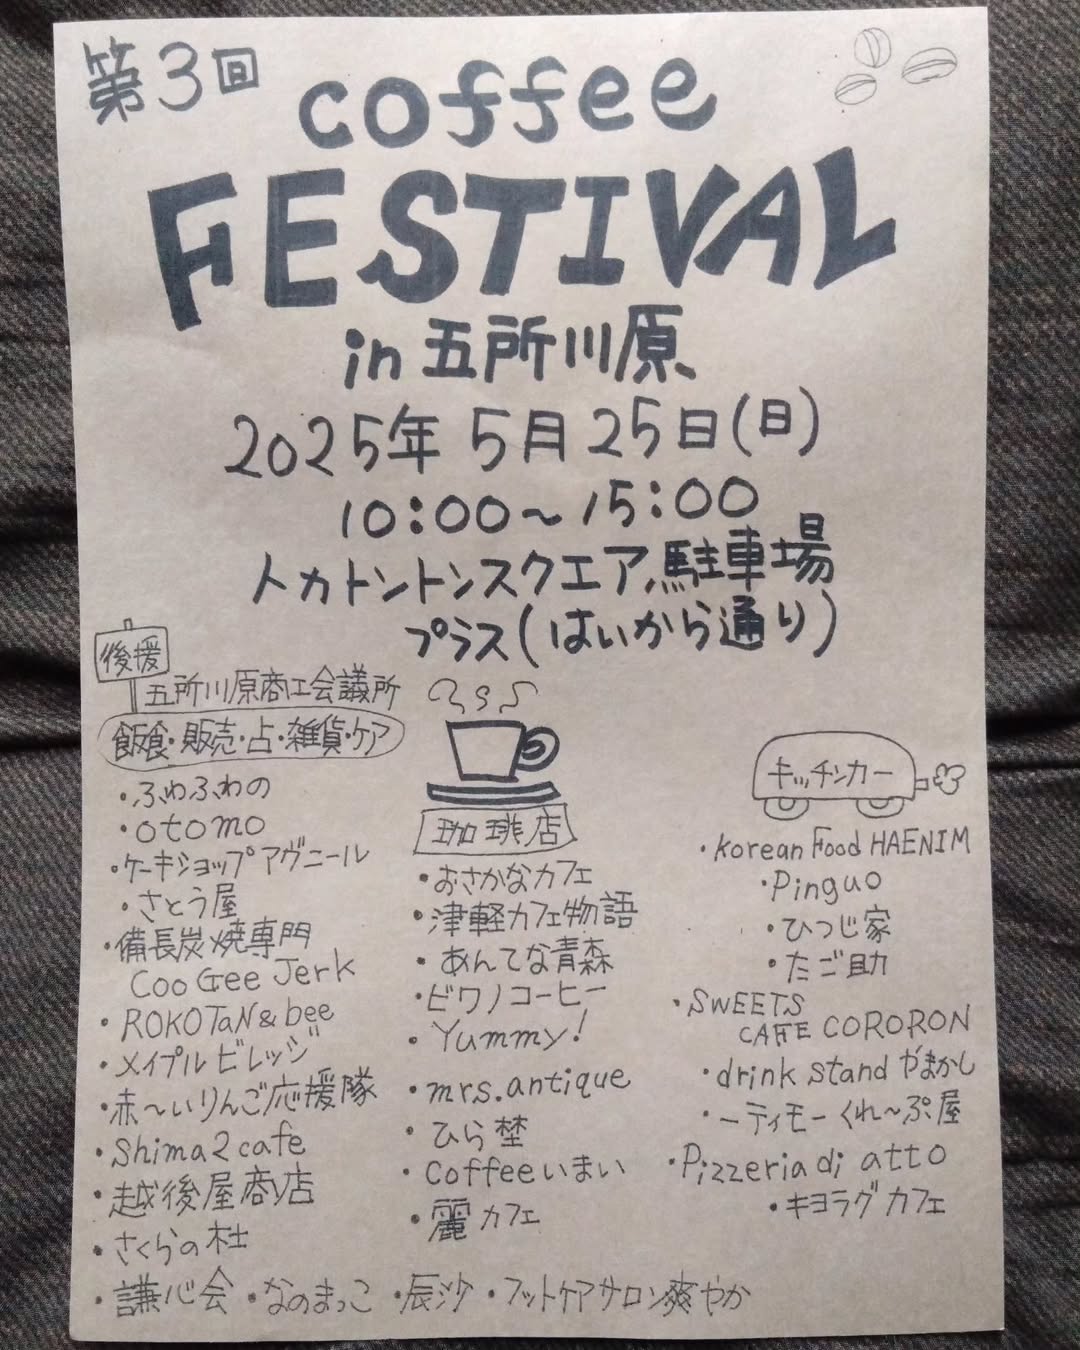 第3回
coffee
FESTIVAL
in 五所川原
2025年 5月 25日(日)
10:00～15:00
トカトントンスクエア駐車場
プラス(はいから通り)
後援
五所川原商工会議所
飲食・販売・占・雑貨・ケア
・ふわふわの
・otomo
・ケーキショップ アヴニール
・さとう屋
・備長炭焼専門
Coo Gee Jerk
・ROKO TaN & bee
・メイプルビレッジ
・赤～いりんご応援隊
・Shima2cafe
・越後屋商店
・さくらの杜
・謙心会 ・なのまっこ ・辰沙 ・フットケアサロン爽やか
珈琲店
・おさかなカフェ
・津軽カフェ物語
・あんてな青森
・ビワノコーヒー
・Yummy!
・mrs.antique
・ひら埜
・Coffeeいまい
・麗カフェ
キッチンカー
・Korean Food HAENIM
・Pinguo
・ひつじ家
・たご助
・SWEETS
CAFE CORORON
・drink stand やまかし
・ーティモー くれ～ぷ屋
・Pizzeria di atto
・キヨラグカフェ